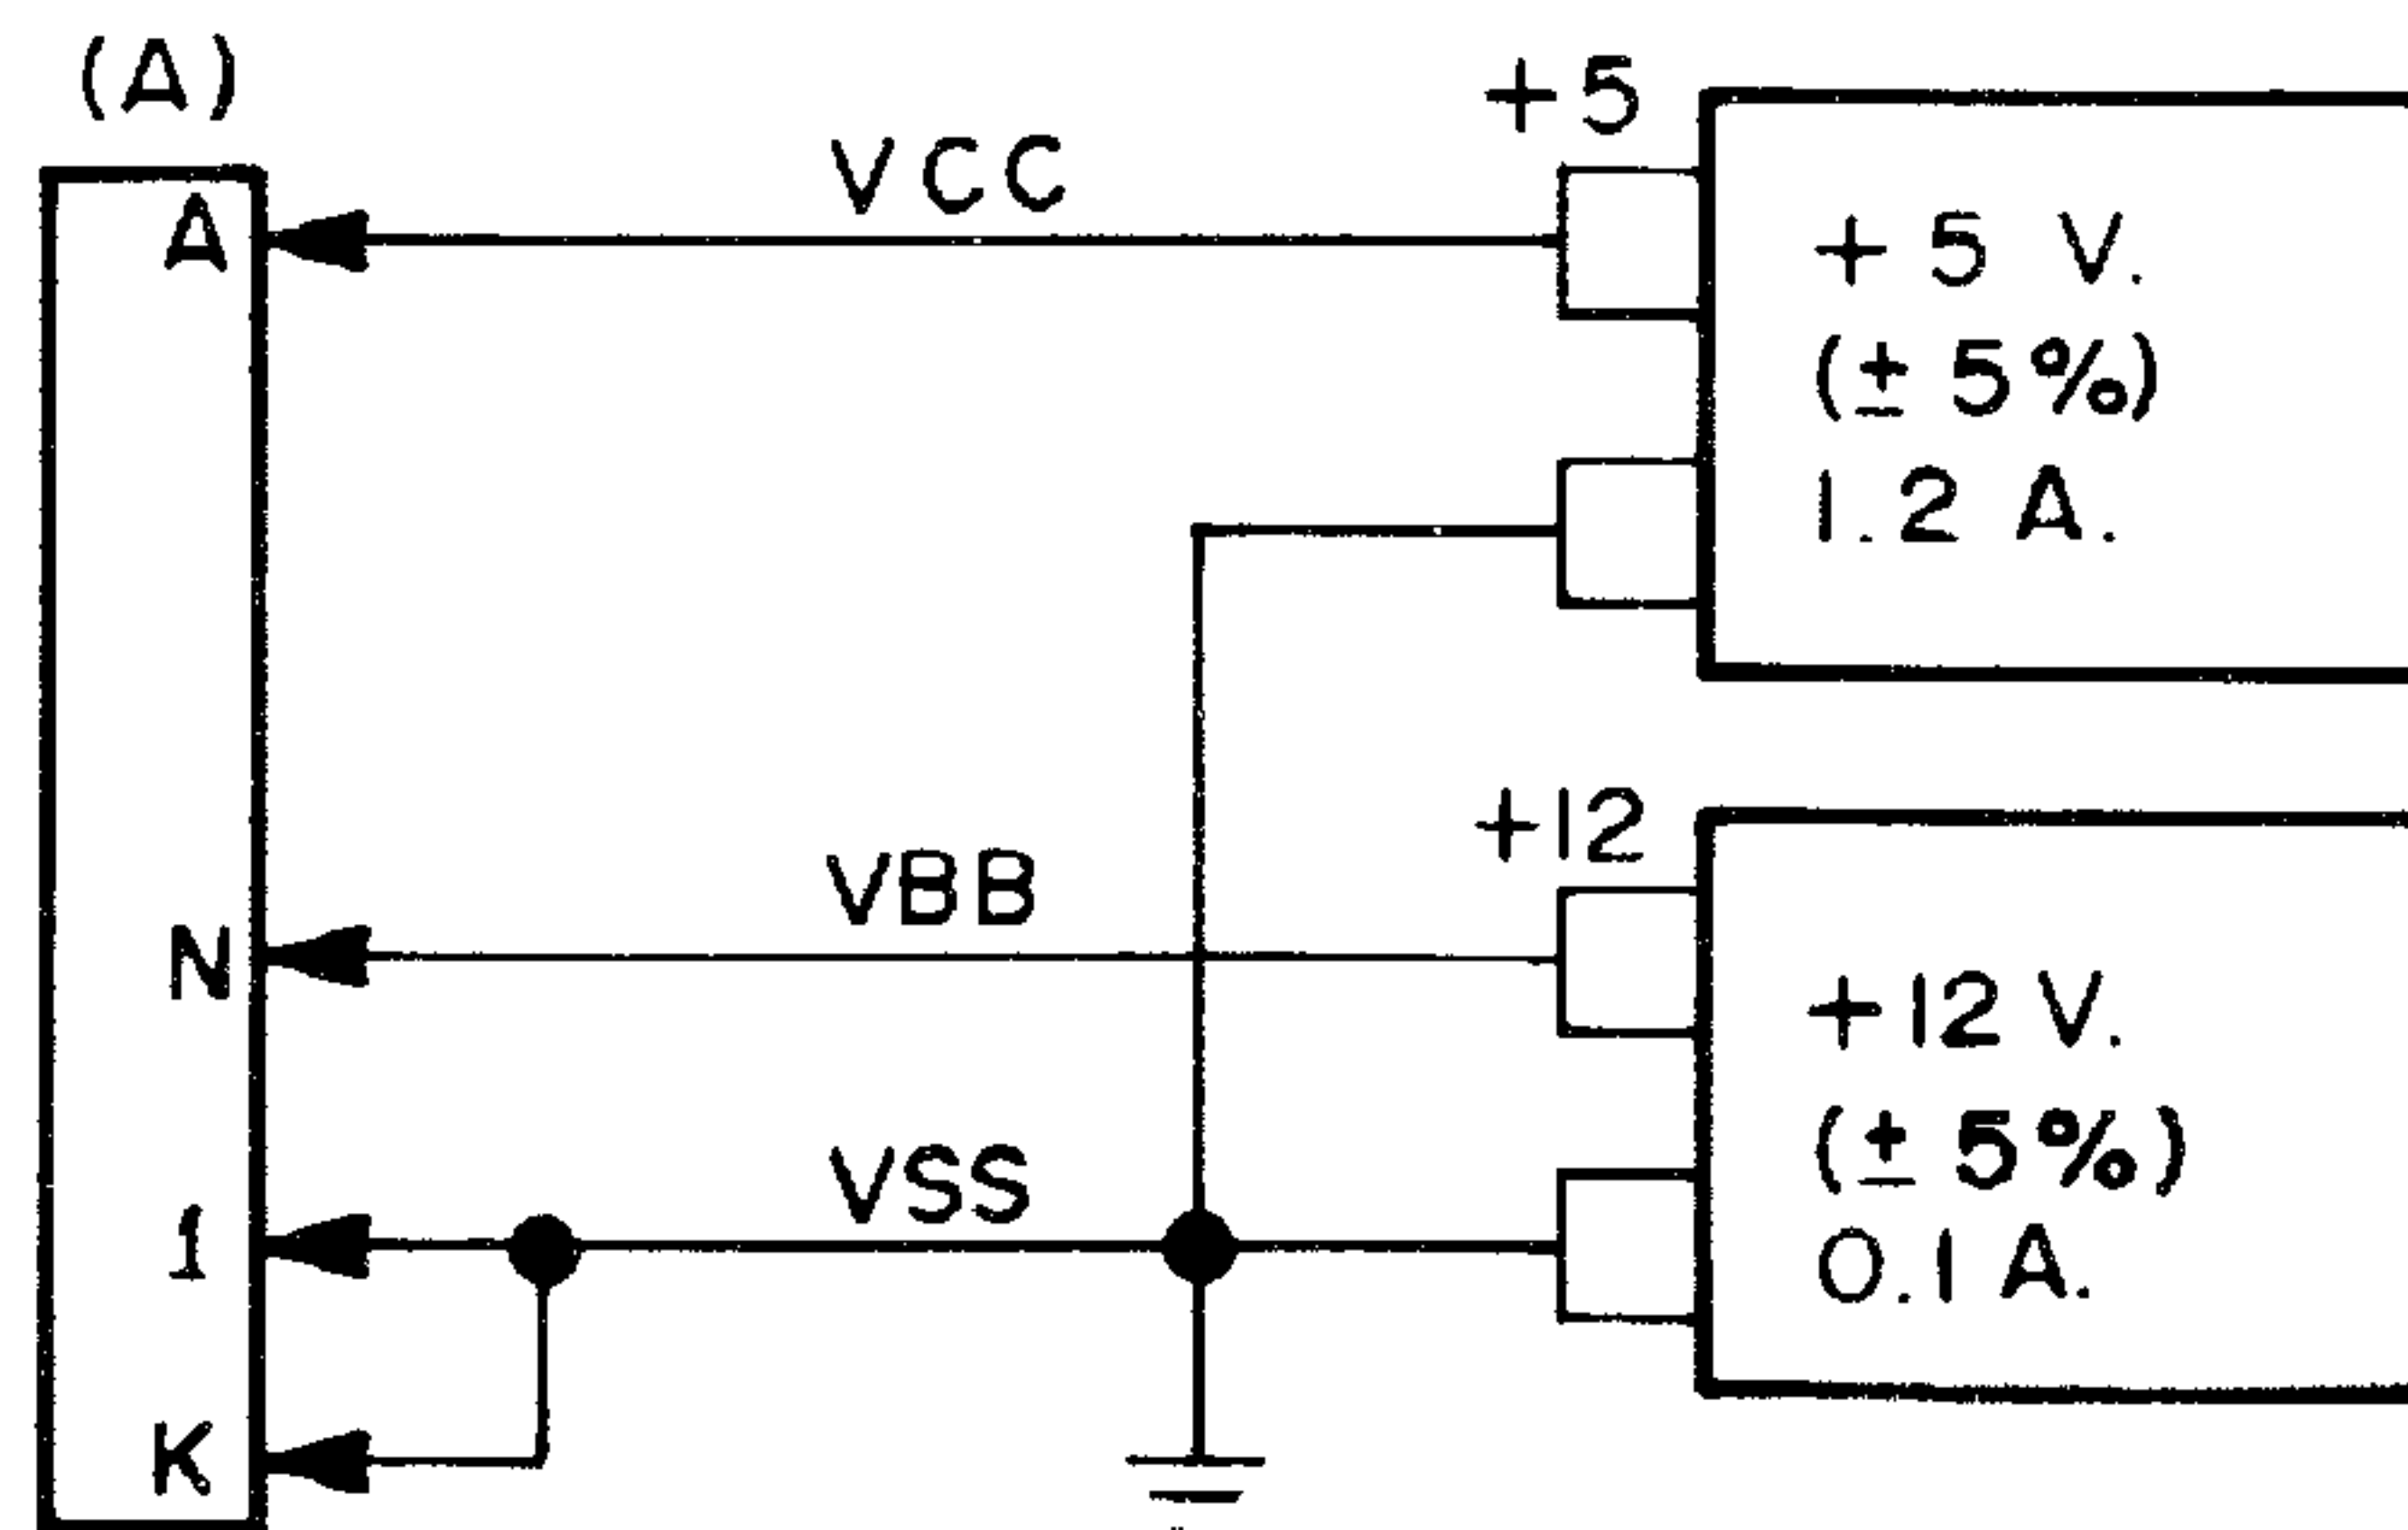 (A)
+5
VCC
A
+5 V.
(± 5%)
1.2 A.
+12
VBB
N
+12 V.
(± 5%)
0.1 A.
VSS
1
K